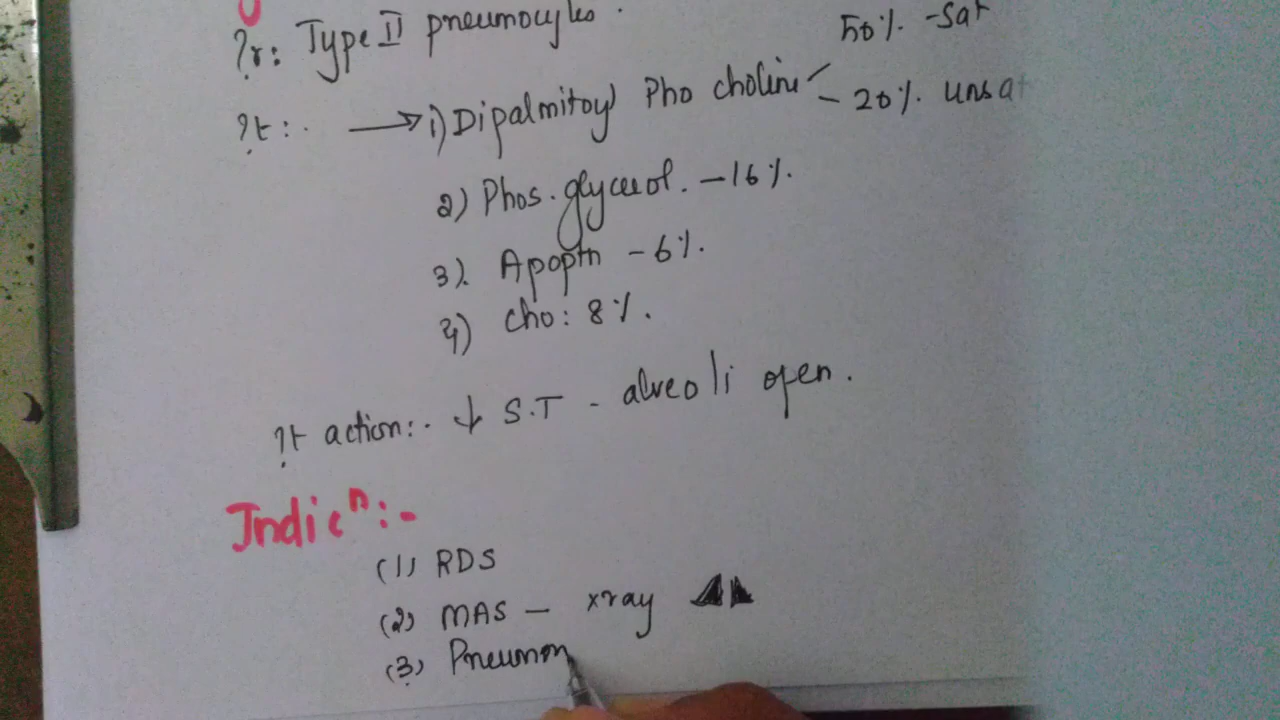 ?r: Type II pneumocytes.
50%. -Sat
?t:. → 1) Dipalmitoyl Pho choline
- 20%. unsat
2) Phos. glycerol. -16%.
3). Apoptn -6%.
4) cho: 8%.
?t action:. ↓ S.T - alveoli open.
Indicⁿ:-
(1) RDS
(2) MAS - xray
(3) Pneumon